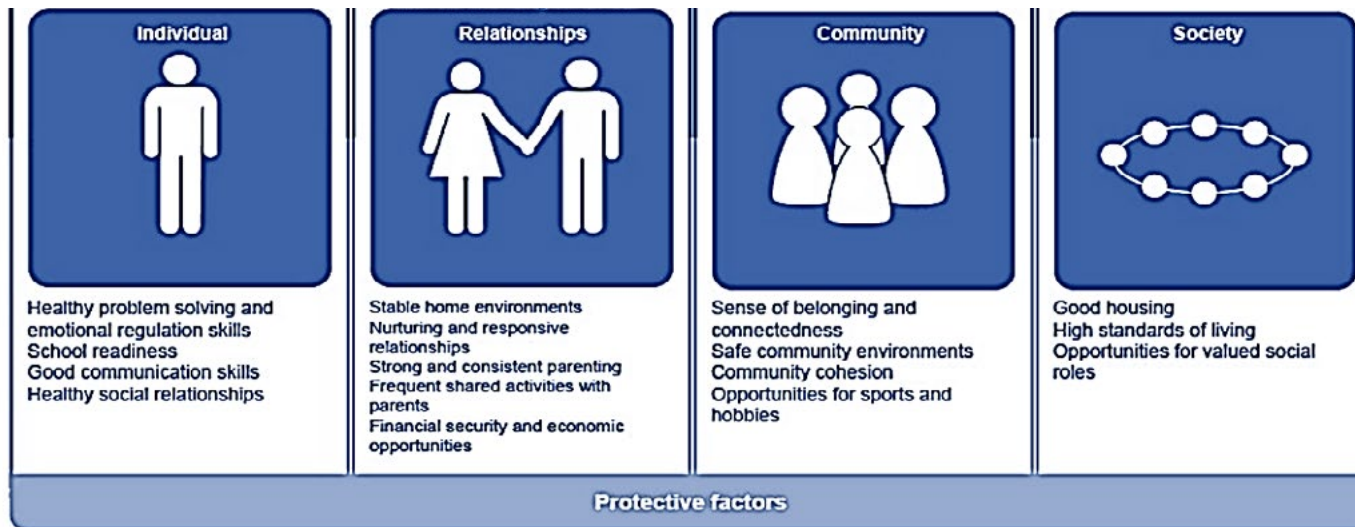 Individual
Healthy problem solving and
emotional regulation skills
School readiness
Good communication skills
Healthy social relationships
Relationships
Stable home environments
Nurturing and responsive
relationships
Strong and consistent parenting
Frequent shared activities with
parents
Financial security and economic
opportunities
Community
Sense of belonging and
connectedness
Safe community environments
Community cohesion
Opportunities for sports and
hobbies
Society
Good housing
High standards of living
Opportunities for valued social
roles
Protective factors